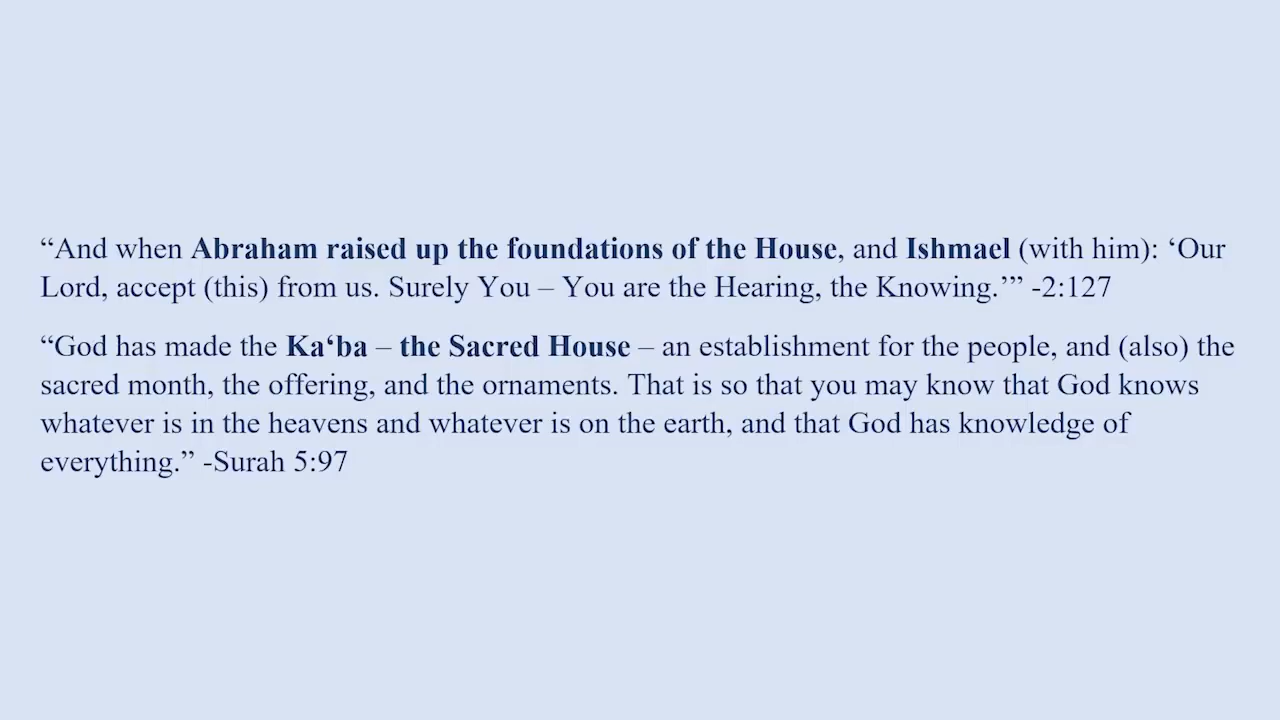 “And when Abraham raised up the foundations of the House, and Ishmael (with him): ‘Our
Lord, accept (this) from us. Surely You – You are the Hearing, the Knowing.’” -2:127
“God has made the Ka‘ba – the Sacred House – an establishment for the people, and (also) the
sacred month, the offering, and the ornaments. That is so that you may know that God knows
whatever is in the heavens and whatever is on the earth, and that God has knowledge of
everything.” -Surah 5:97